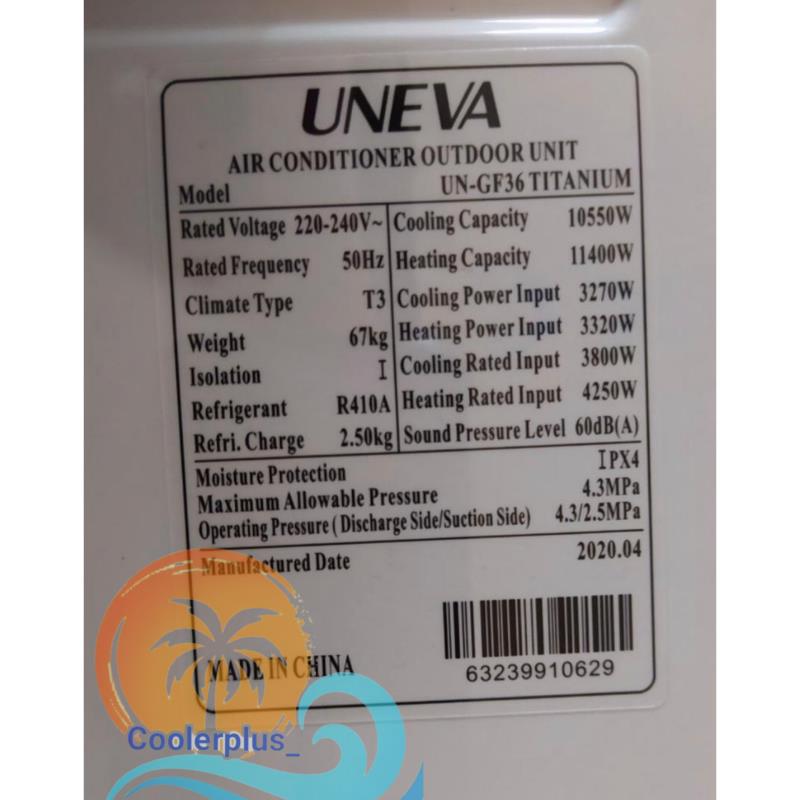 UNEVA
AIR CONDITIONER OUTDOOR UNIT
Model UN-GF36 TITANIUM
Rated Voltage 220-240V~ Cooling Capacity 10550W
Rated Frequency 50Hz Heating Capacity 11400W
Climate Type T3 Cooling Power Input 3270W
Weight 67kg Heating Power Input 3320W
Isolation I Cooling Rated Input 3800W
Refrigerant R410A Heating Rated Input 4250W
Refri. Charge 2.50kg Sound Pressure Level 60dB(A)
Moisture Protection IPX4
Maximum Allowable Pressure 4.3MPa
Operating Pressure ( Discharge Side/Suction Side) 4.3/2.5MPa
Manufactured Date 2020.04
MADE IN CHINA
63239910629
Coolerplus_